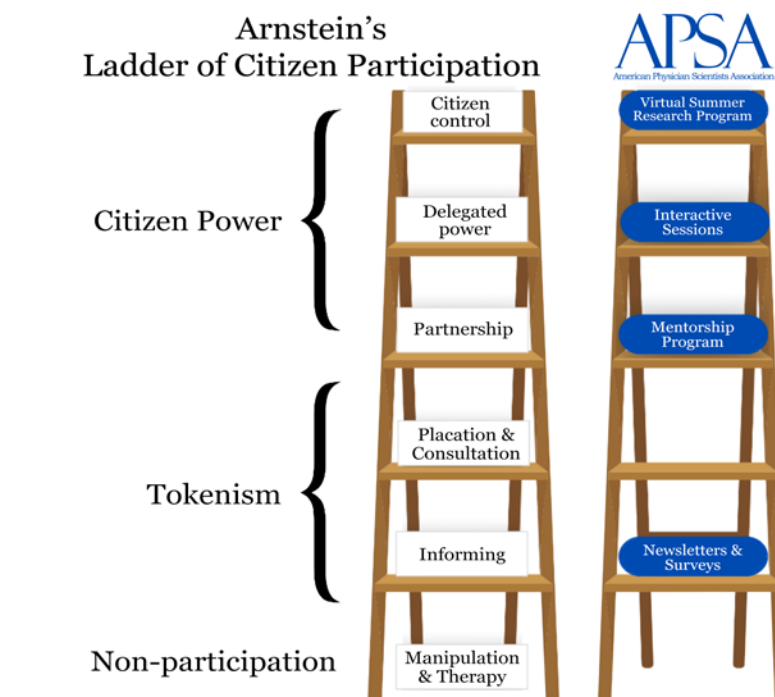 Arnstein's
Ladder of Citizen Participation
APSA
American Physician Scientists Association
Citizen
control
Virtual Summer
Research Program
Citizen Power
Delegated
power
Interactive
Sessions
Partnership
Mentorship
Program
Placation &
Consultation
Tokenism
Informing
Newsletters &
Surveys
Non-participation
Manipulation
& Therapy